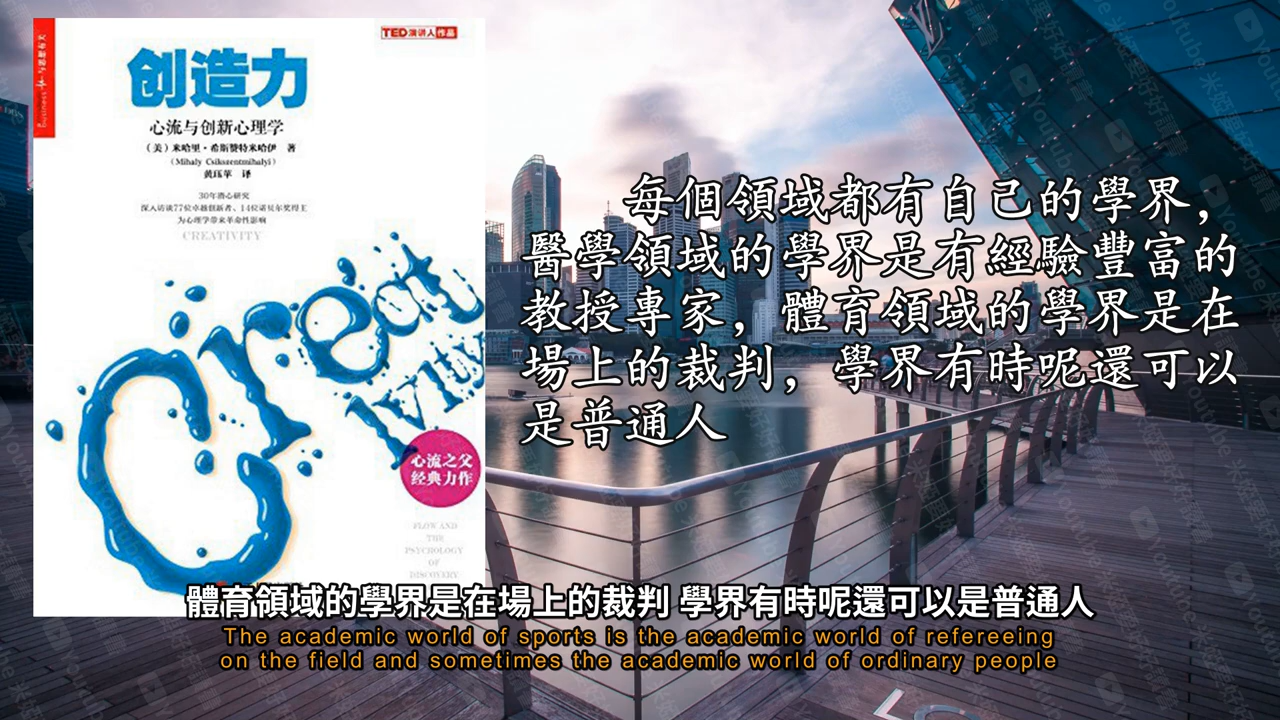 TED演讲人作品
与思想有关
business
创造力
心流与创新心理学
(美)米哈里·希斯赞特米哈伊 著
(Mihaly Csikszentmihalyi)
黄珏苹 译
30年潜心研究
深入访谈77位卓越创新者、14位诺贝尔奖得主
为心理学带来革命性影响
CREATIVITY
Creat
ivity
心流之父
经典力作
FLOW AND
THE
PSYCHOLOGY
OF
DISCOVERY
每個領域都有自己的學界，
醫學領域的學界是有經驗豐富的
教授專家，體育領域的學界是在
場上的裁判，學界有時呢還可以
是普通人
體育領域的學界是在場上的裁判 學界有時呢還可以是普通人
The academic world of sports is the academic world of refereeing
on the field and sometimes the academic world of ordinary people